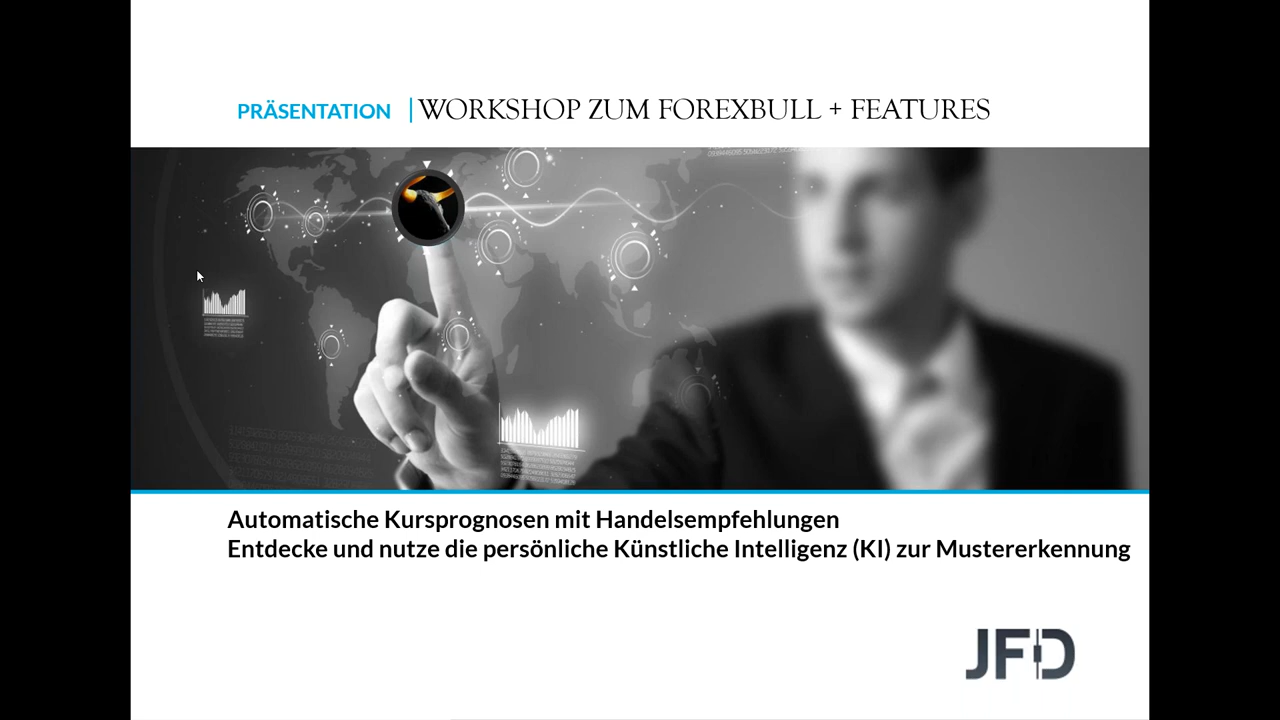 PRÄSENTATION | WORKSHOP ZUM FOREXBULL + FEATURES
Automatische Kursprognosen mit Handelsempfehlungen
Entdecke und nutze die persönliche Künstliche Intelligenz (KI) zur Mustererkennung
JFD